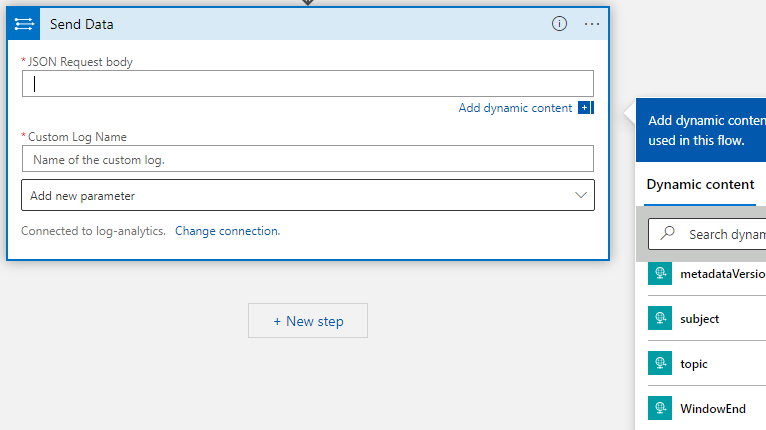 Send Data
* JSON Request body
Add dynamic content
* Custom Log Name
Name of the custom log.
Add new parameter
Connected to log-analytics. Change connection.
+ New step
Add dynamic conten
used in this flow.
Dynamic content
Search dynam
metadataVersio
subject
topic
WindowEnd